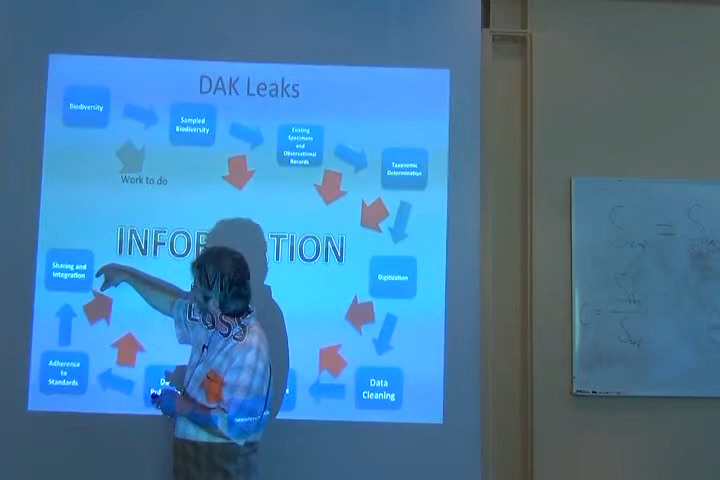 DAK Leaks
Biodiversity
Sampled
Biodiversity
Existing
Specimens
and
Observational
Records
Taxonomic
Determination
Work to do
INFOR TION
LOSS
Sharing and
Integration
Digitization
Adherence
to
Standards
Data
Cleaning
=